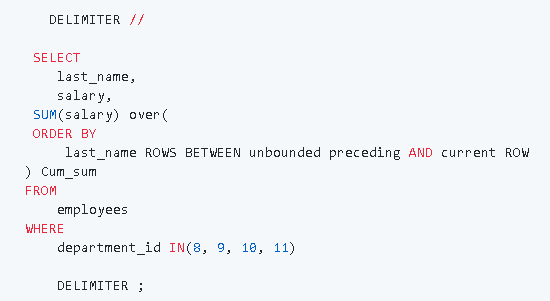 DELIMITER //
SELECT
last_name,
salary,
SUM(salary) over(
ORDER BY
last_name ROWS BETWEEN unbounded preceding AND current ROW
) Cum_sum
FROM
employees
WHERE
department_id IN(8, 9, 10, 11)
DELIMITER ;